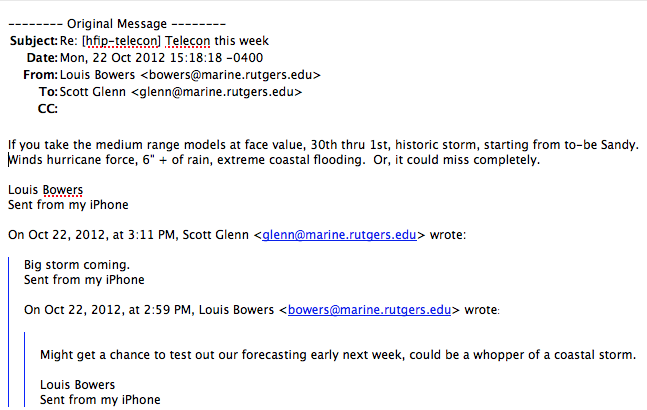 -------- Original Message --------
Subject: Re: [hfip-telecon] Telecon this week
Date: Mon, 22 Oct 2012 15:18:18 -0400
From: Louis Bowers <bowers@marine.rutgers.edu>
To: Scott Glenn <glenn@marine.rutgers.edu>
CC:
If you take the medium range models at face value, 30th thru 1st, historic storm, starting from to-be Sandy.
Winds hurricane force, 6" + of rain, extreme coastal flooding.  Or, it could miss completely.
Louis Bowers
Sent from my iPhone
On Oct 22, 2012, at 3:11 PM, Scott Glenn <glenn@marine.rutgers.edu> wrote:
Big storm coming.
Sent from my iPhone
On Oct 22, 2012, at 2:59 PM, Louis Bowers <bowers@marine.rutgers.edu> wrote:
Might get a chance to test out our forecasting early next week, could be a whopper of a coastal storm.
Louis Bowers
Sent from my iPhone